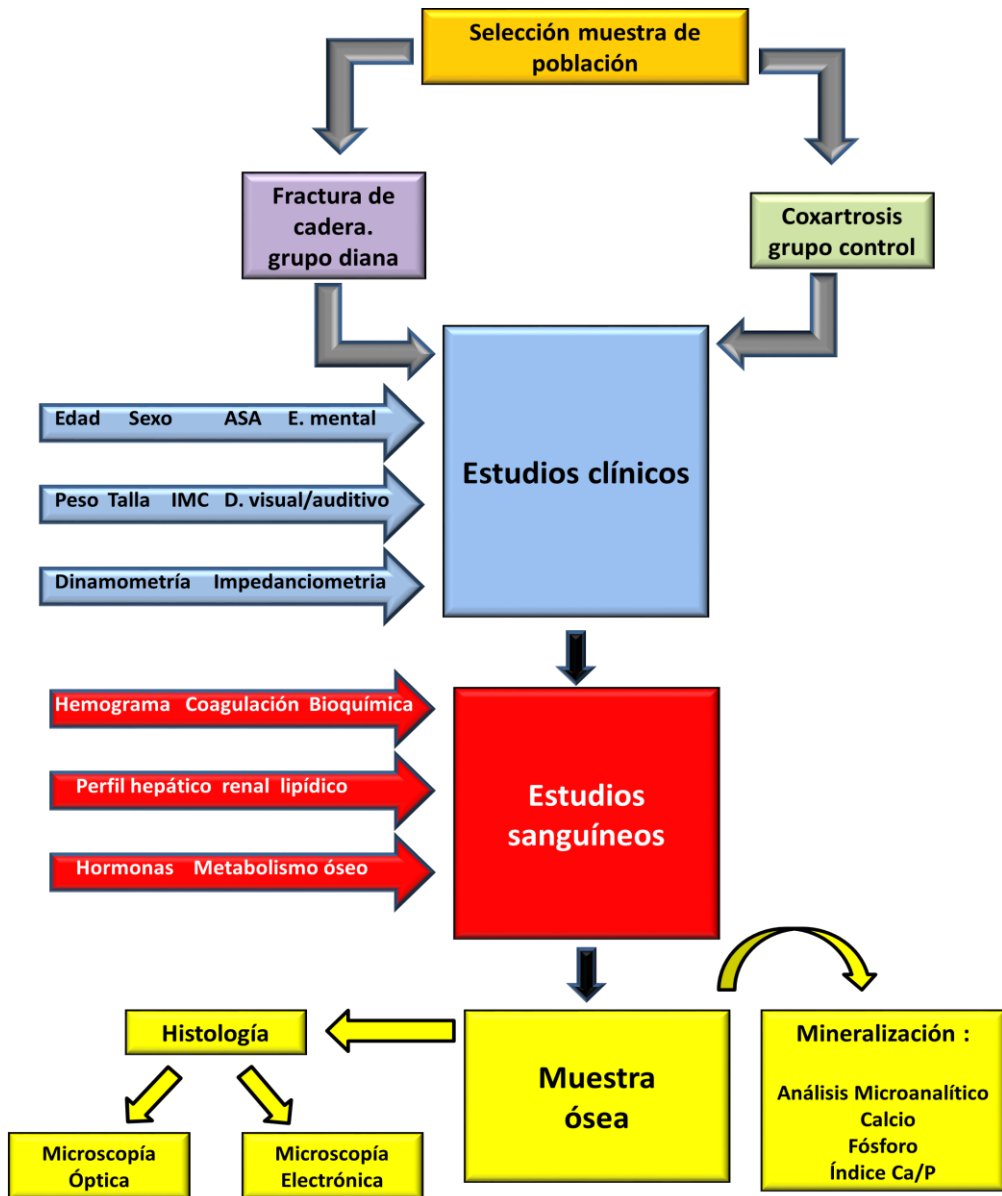 Selección muestra de
población
Fractura de
cadera.
grupo diana
Coxartrosis
grupo control
Estudios clínicos
Edad Sexo ASA E. mental
Peso Talla IMC D. visual/auditivo
Dinamometría Impedanciometria
Hemograma Coagulación Bioquímica
Perfil hepático renal lipídico
Hormonas Metabolismo óseo
Estudios
sanguíneos
Histología
Muestra
ósea
Mineralización :
Análisis Microanalítico
Calcio
Fósforo
Índice Ca/P
Microscopía
Óptica
Microscopía
Electrónica